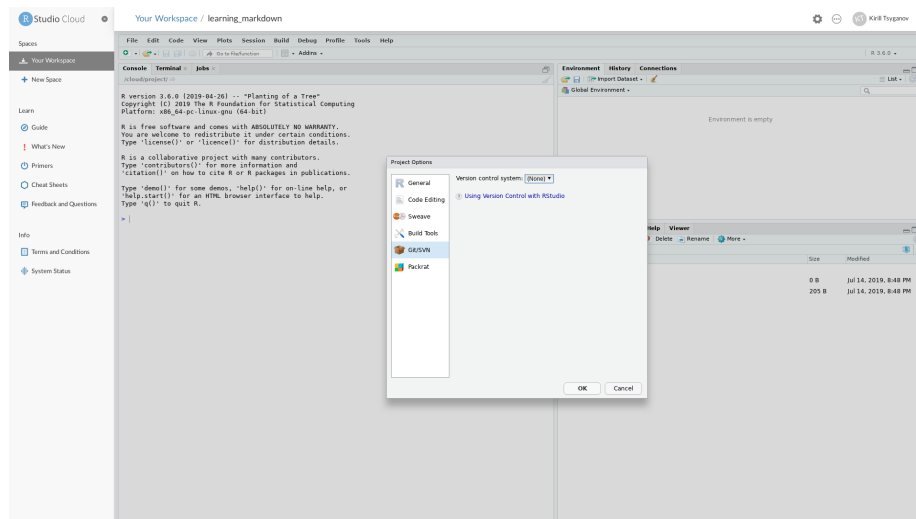 R Studio Cloud
Your Workspace / learning_markdown
KT Kirill Tsyganov
Spaces
Your Workspace
New Space
Learn
Guide
What's New
Primers
Cheat Sheets
Feedback and Questions
Info
Terms and Conditions
System Status
File Edit Code View Plots Session Build Debug Profile Tools Help
Go to file/function
Addins
R 3.6.0
Console Terminal Jobs
/cloud/project/
R version 3.6.0 (2019-04-26) -- "Planting of a Tree"
Copyright (C) 2019 The R Foundation for Statistical Computing
Platform: x86_64-pc-linux-gnu (64-bit)
R is free software and comes with ABSOLUTELY NO WARRANTY.
You are welcome to redistribute it under certain conditions.
Type 'license()' or 'licence()' for distribution details.
R is a collaborative project with many contributors.
Type 'contributors()' for more information and
'citation()' on how to cite R or R packages in publications.
Type 'demo()' for some demos, 'help()' for on-line help, or
'help.start()' for an HTML browser interface to help.
Type 'q()' to quit R.
>
Environment History Connections
Import Dataset
List
Global Environment
Environment is empty
Project Options
General
Code Editing
Sweave
Build Tools
Git/SVN
Packrat
Version control system: (None)
Using Version Control with RStudio
OK Cancel
Help Viewer
Delete Rename More
Size Modified
0 B Jul 14, 2019, 8:48 PM
205 B Jul 14, 2019, 8:48 PM